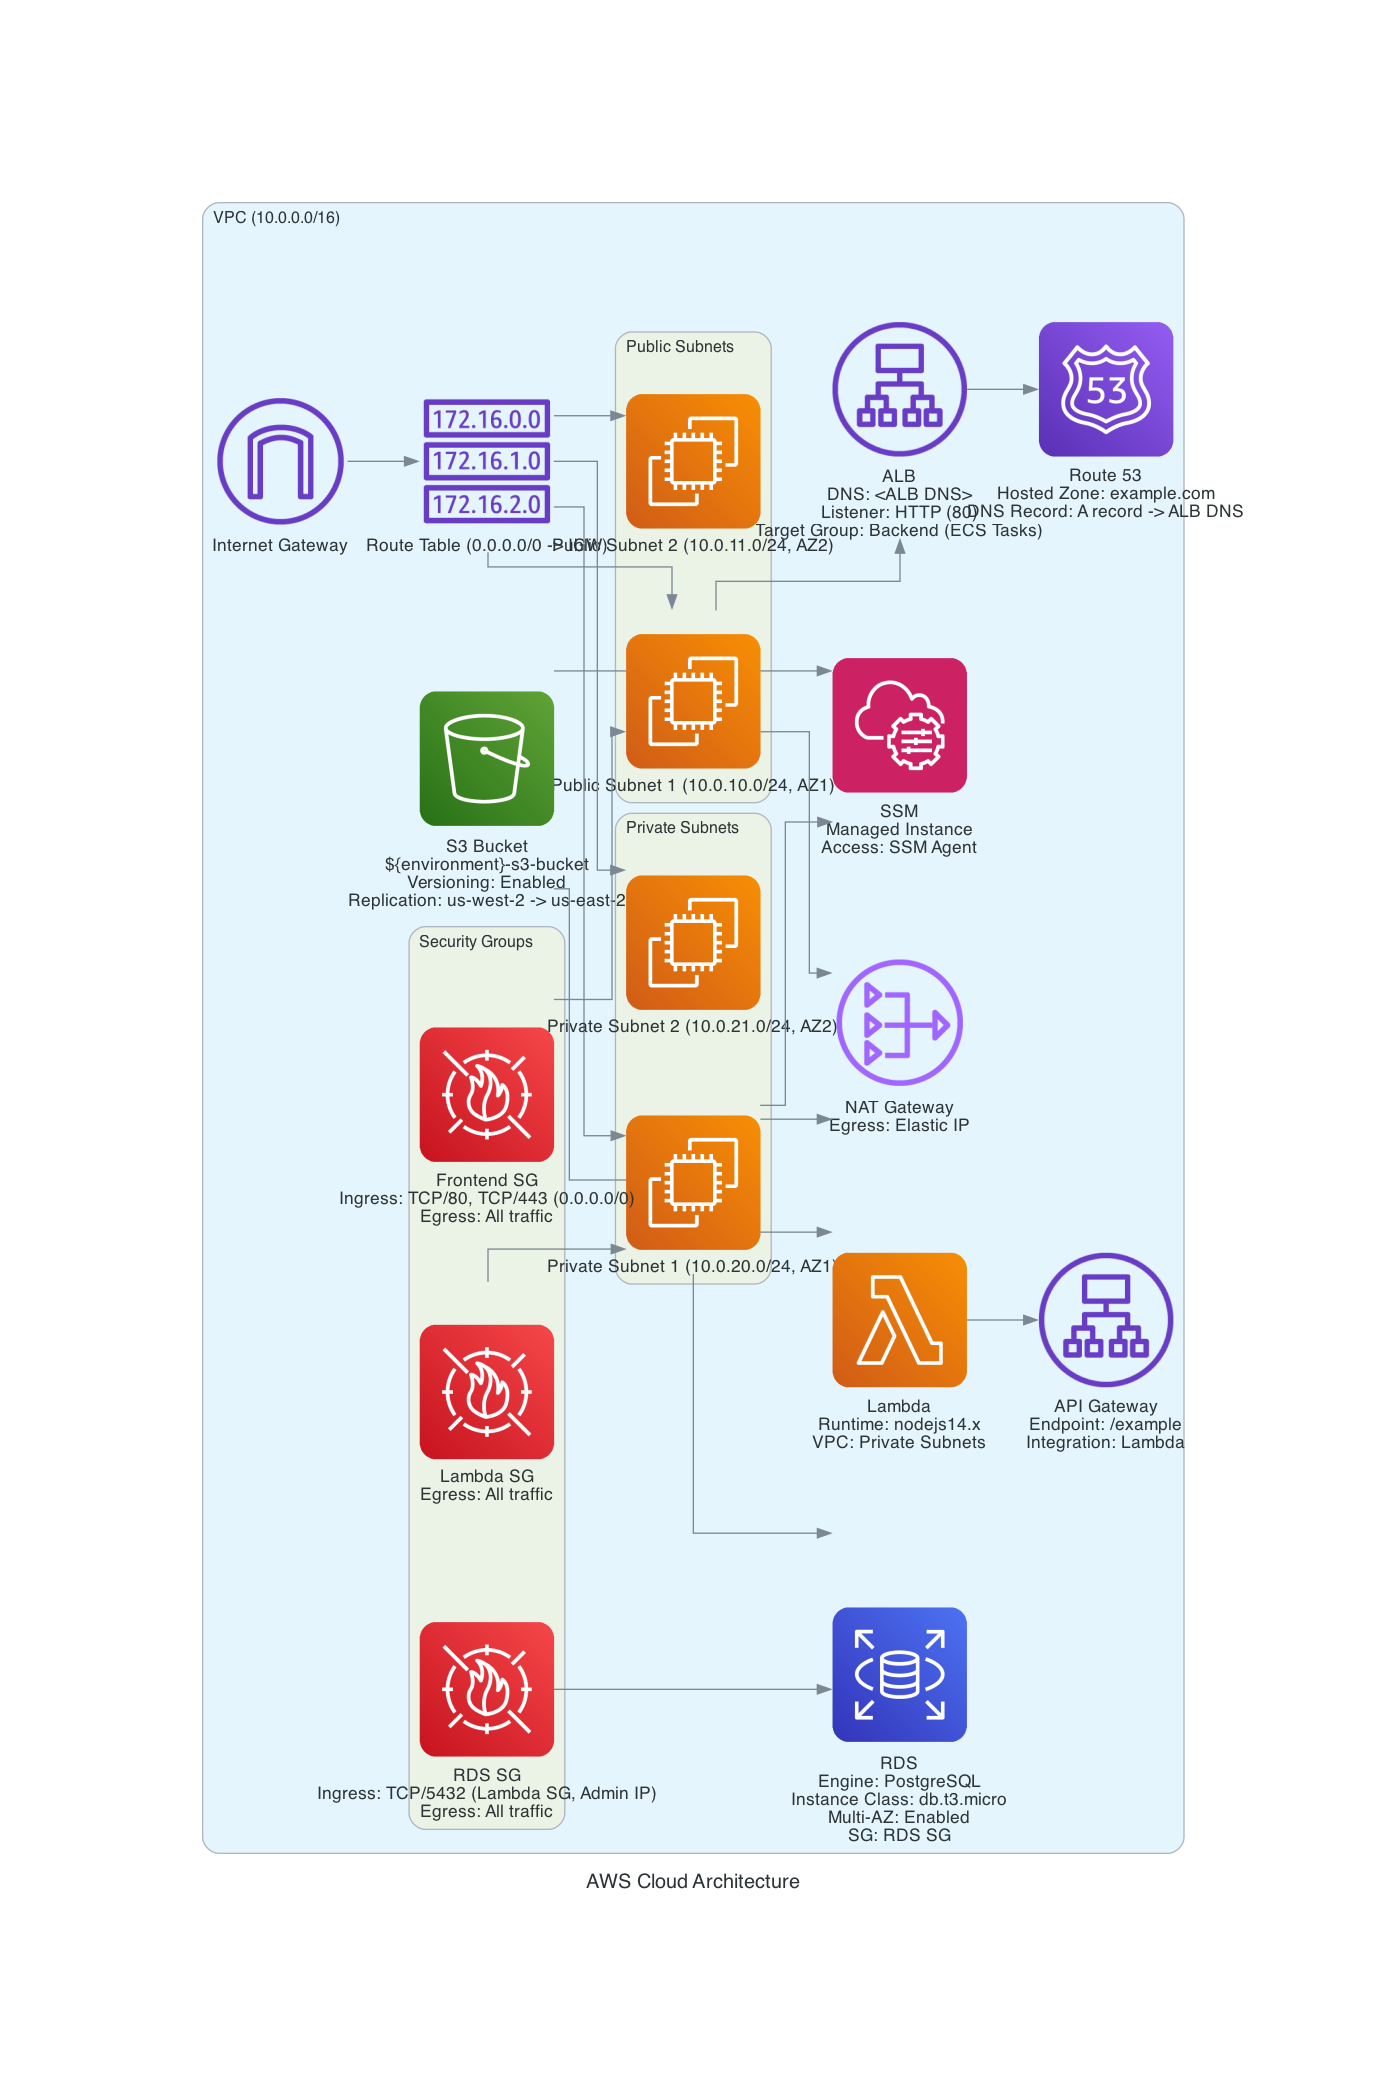 VPC (10.0.0.0/16)
Public Subnets
172.16.0.0
172.16.1.0
172.16.2.0
53
Internet Gateway
Route Table (0.0.0.0/0 -> IGW)
Public Subnet 2 (10.0.11.0/24, AZ2)
ALB
DNS: <ALB DNS>
Listener: HTTP (80)
Target Group: Backend (ECS Tasks)
Route 53
Hosted Zone: example.com
DNS Record: A record -> ALB DNS
Public Subnet 1 (10.0.10.0/24, AZ1)
Private Subnets
SSM
Managed Instance
Access: SSM Agent
S3 Bucket
${environment}-s3-bucket
Versioning: Enabled
Replication: us-west-2 -> us-east-2
Security Groups
Private Subnet 2 (10.0.21.0/24, AZ2)
NAT Gateway
Egress: Elastic IP
Frontend SG
Ingress: TCP/80, TCP/443 (0.0.0.0/0)
Egress: All traffic
Private Subnet 1 (10.0.20.0/24, AZ1)
Lambda
Runtime: nodejs14.x
VPC: Private Subnets
API Gateway
Endpoint: /example
Integration: Lambda
Lambda SG
Egress: All traffic
RDS SG
Ingress: TCP/5432 (Lambda SG, Admin IP)
Egress: All traffic
RDS
Engine: PostgreSQL
Instance Class: db.t3.micro
Multi-AZ: Enabled
SG: RDS SG
AWS Cloud Architecture